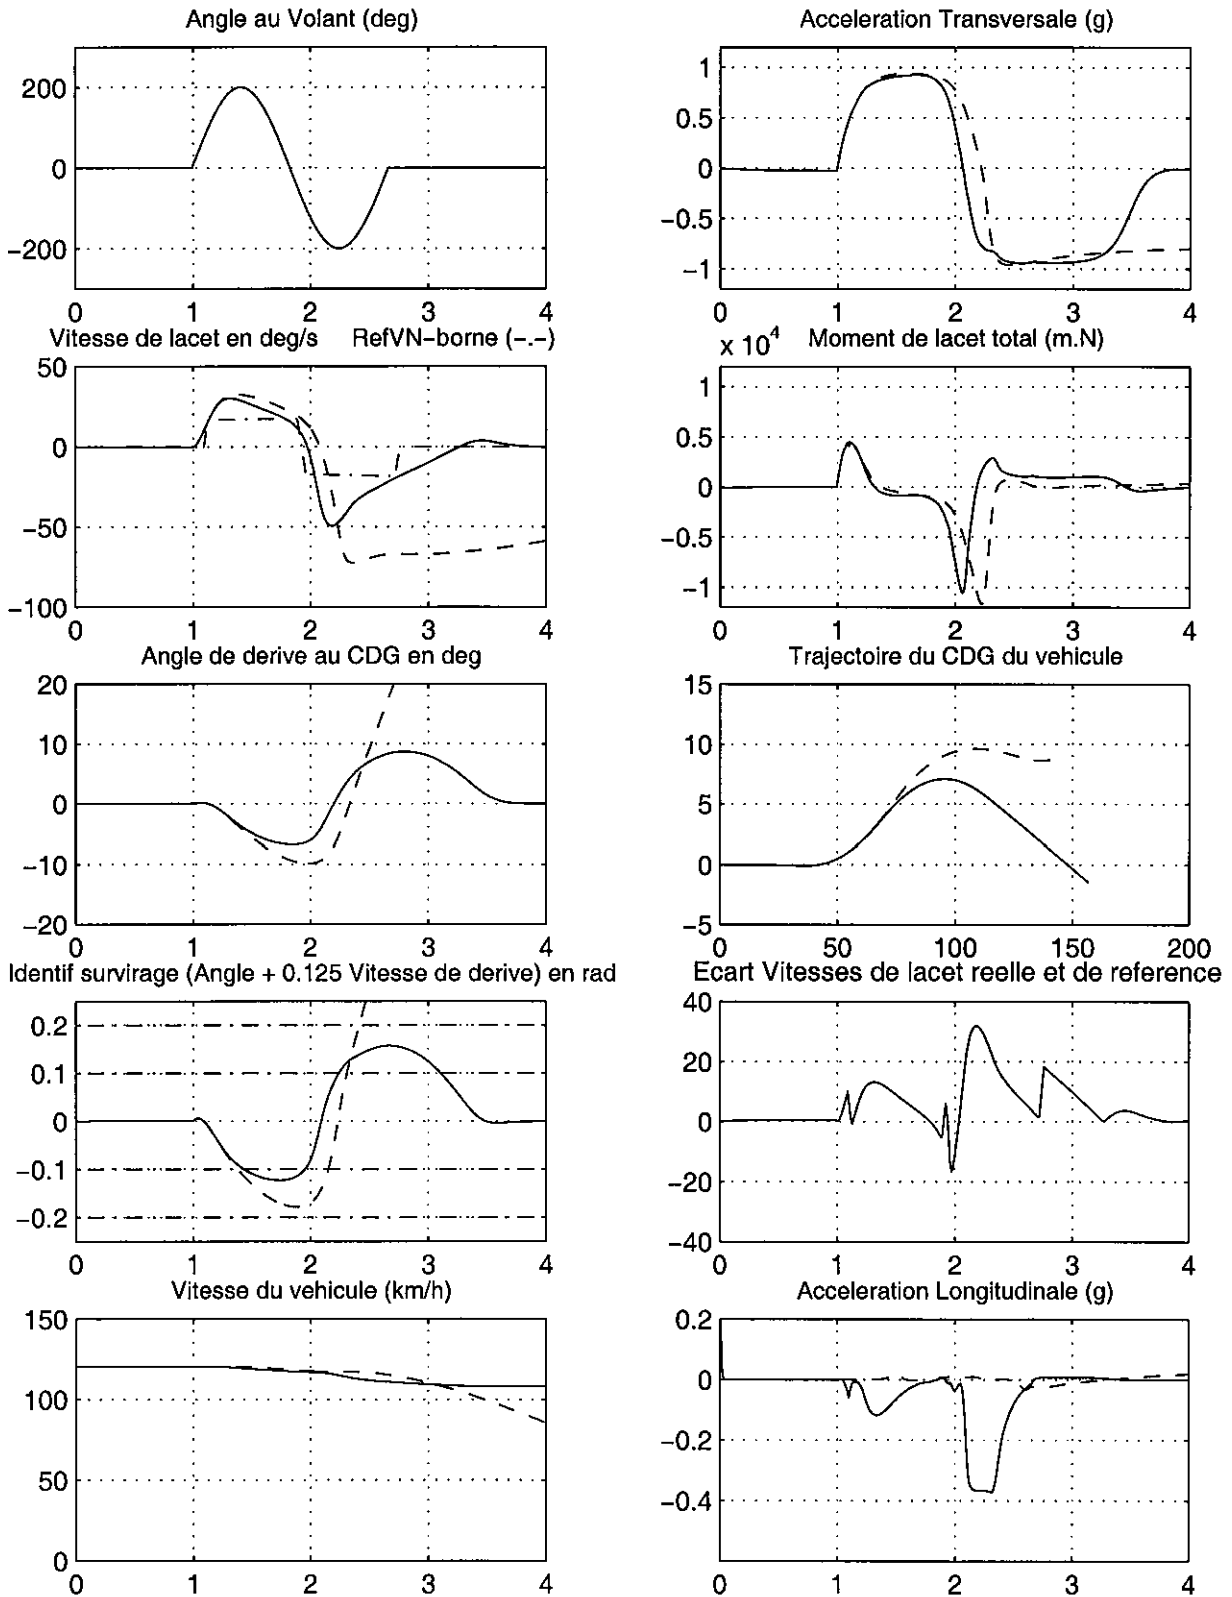 Angle au Volant (deg)
200
0
−200
0 1 2 3 4
Acceleration Transversale (g)
1
0.5
0
−0.5
−1
0 1 2 3 4
Vitesse de lacet en deg/s RefVN−borne (−.−)
50
0
−50
−100
0 1 2 3 4
x 10^4 Moment de lacet total (m.N)
1
0.5
0
−0.5
−1
0 1 2 3 4
Angle de derive au CDG en deg
20
10
0
−10
−20
0 1 2 3 4
Trajectoire du CDG du vehicule
15
10
5
0
−5
0 50 100 150 200
Identif survirage (Angle + 0.125 Vitesse de derive) en rad
0.2
0.1
0
−0.1
−0.2
0 1 2 3 4
Ecart Vitesses de lacet reelle et de reference
40
20
0
−20
−40
0 1 2 3 4
Vitesse du vehicule (km/h)
150
100
50
0
0 1 2 3 4
Acceleration Longitudinale (g)
0.2
0
−0.2
−0.4
0 1 2 3 4